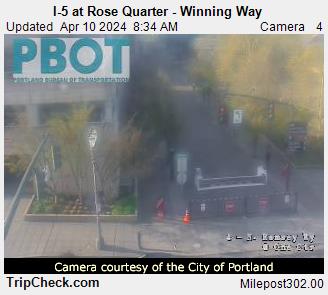 I-5 at Rose Quarter - Winning Way
Updated Apr 10 2024 8:34 AM Camera 4
PBOT
PORTLAND BUREAU OF TRANSPORTATION
Camera courtesy of the City of Portland
TripCheck.com Milepost302.00